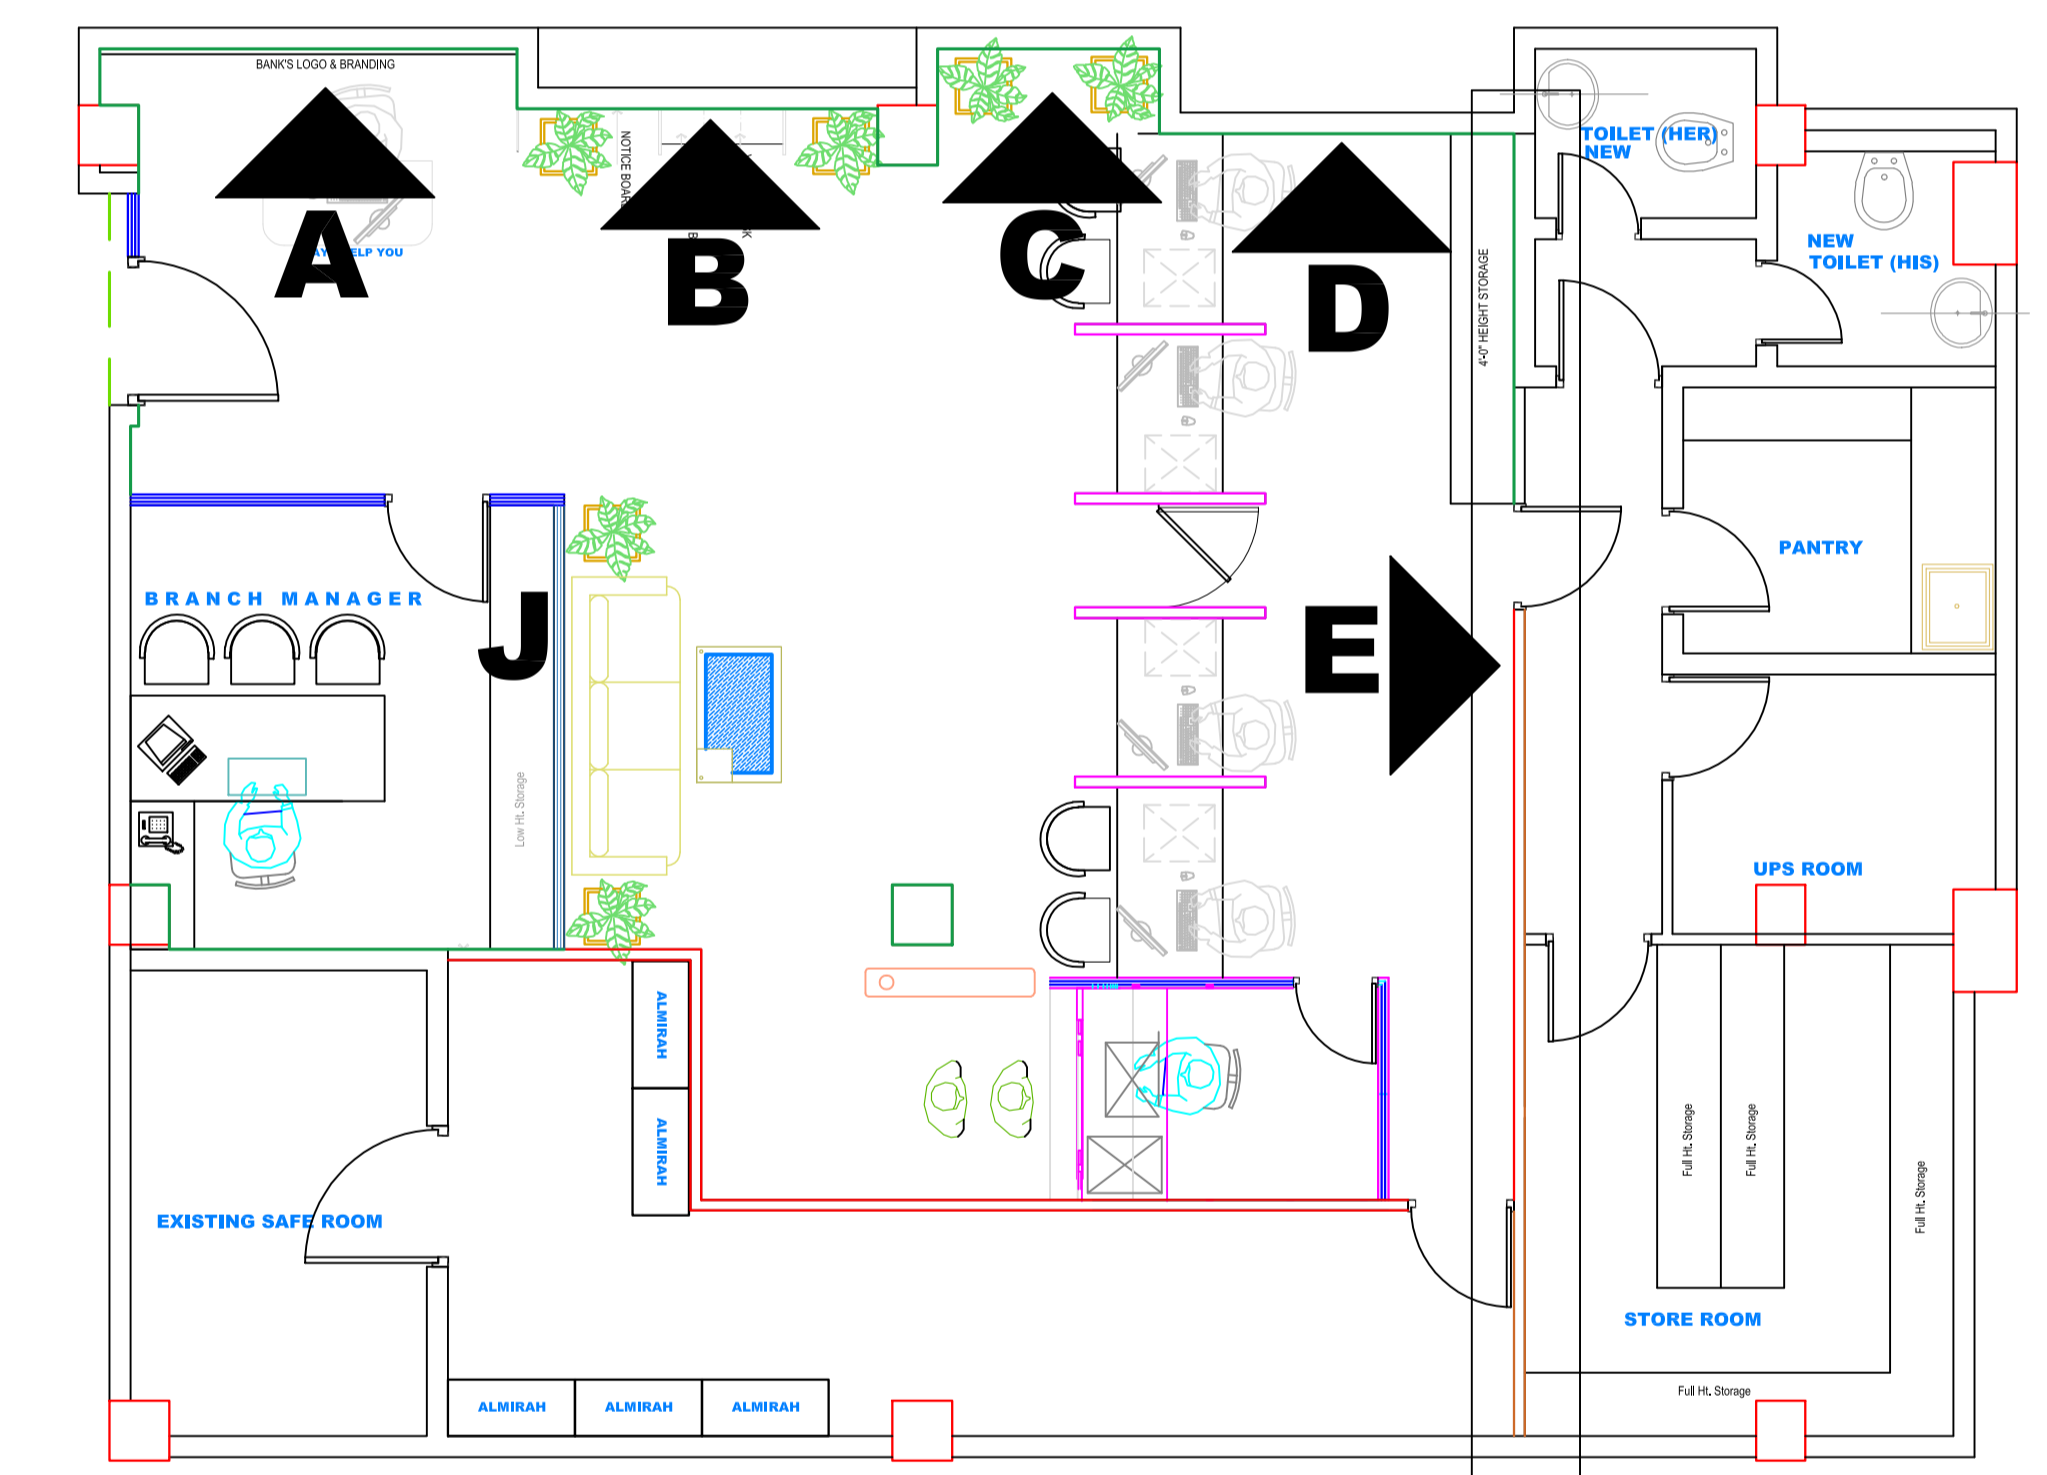 BANK'S LOGO & BRANDING
TOILET (HER)
NEW
NOTICE BOARD
A
B
C
D
HELP YOU
NEW
TOILET (HIS)
4'-0" HEIGHT STORAGE
PANTRY
BRANCH MANAGER
J
E
Low Ht. Storage
UPS ROOM
ALMIRAH
ALMIRAH
Full Ht. Storage
Full Ht. Storage
Full Ht. Storage
EXISTING SAFE ROOM
STORE ROOM
Full Ht. Storage
ALMIRAH
ALMIRAH
ALMIRAH